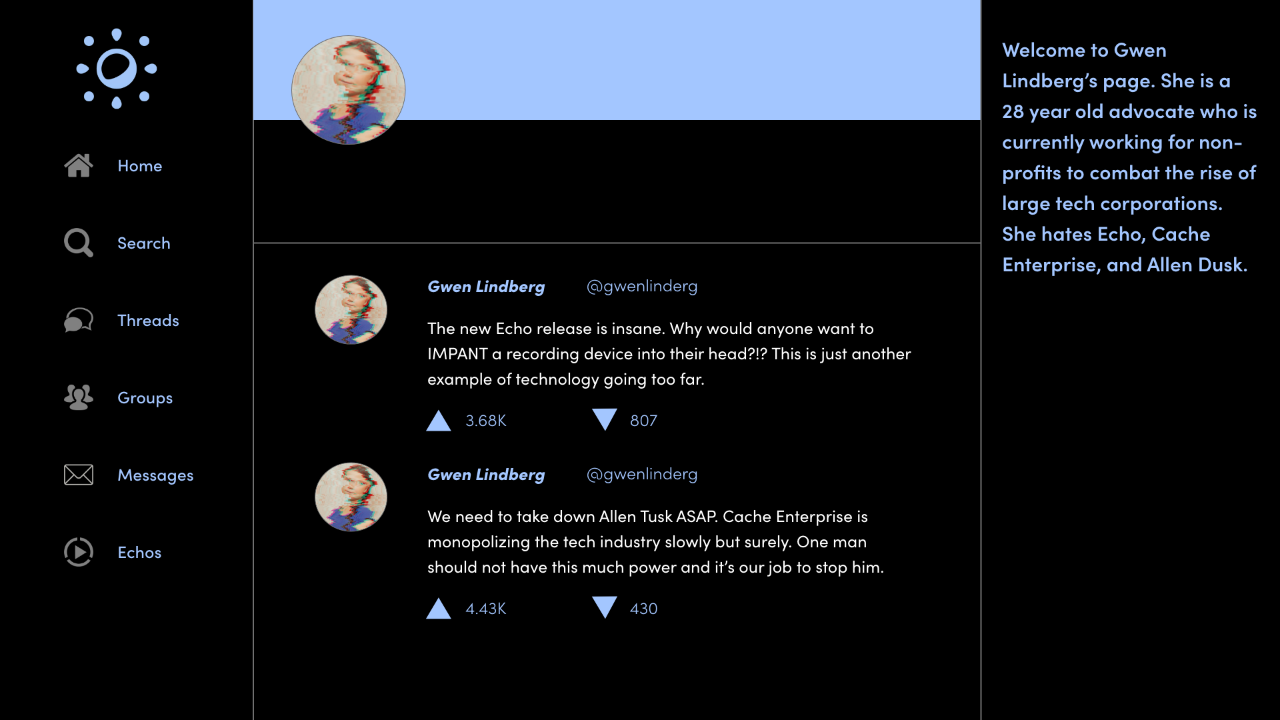 Home
Search
Threads
Groups
Messages
Echos
Gwen Lindberg @gwenlinderg
The new Echo release is insane. Why would anyone want to
IMPANT a recording device into their head?!? This is just another
example of technology going too far.
3.68K 807
Gwen Lindberg @gwenlinderg
We need to take down Allen Tusk ASAP. Cache Enterprise is
monopolizing the tech industry slowly but surely. One man
should not have this much power and it's our job to stop him.
4.43K 430
Welcome to Gwen
Lindberg's page. She is a
28 year old advocate who is
currently working for non-
profits to combat the rise of
large tech corporations.
She hates Echo, Cache
Enterprise, and Allen Dusk.